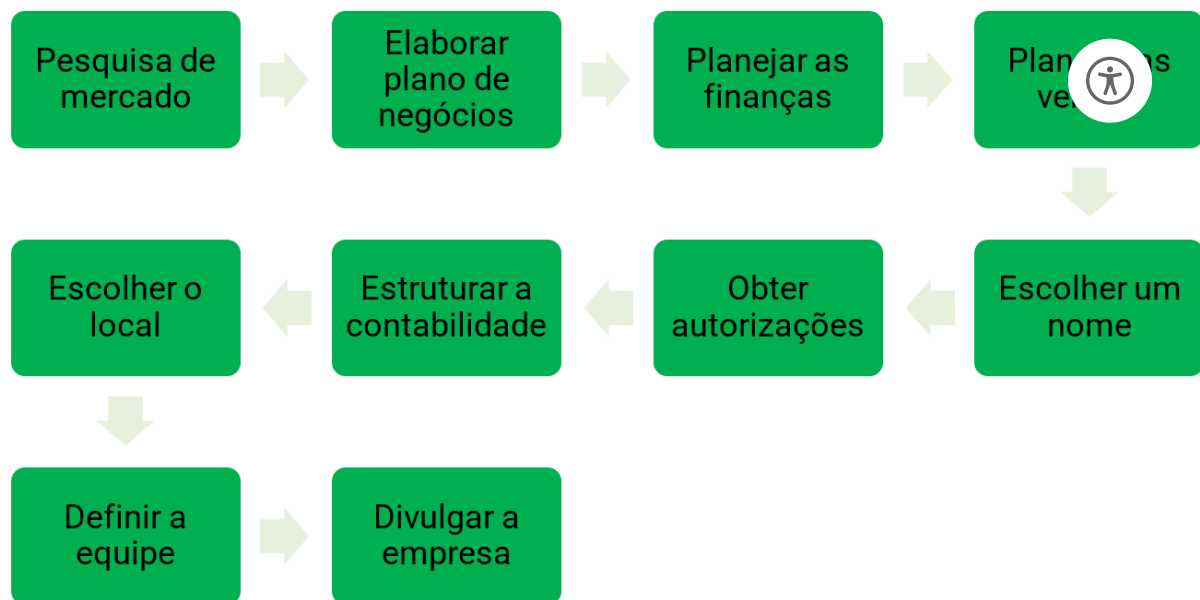 Pesquisa de
mercado
Elaborar
plano de
negócios
Planejar as
finanças
Escolher um
nome
Obter
autorizações
Estruturar a
contabilidade
Escolher o
local
Definir a
equipe
Divulgar a
empresa